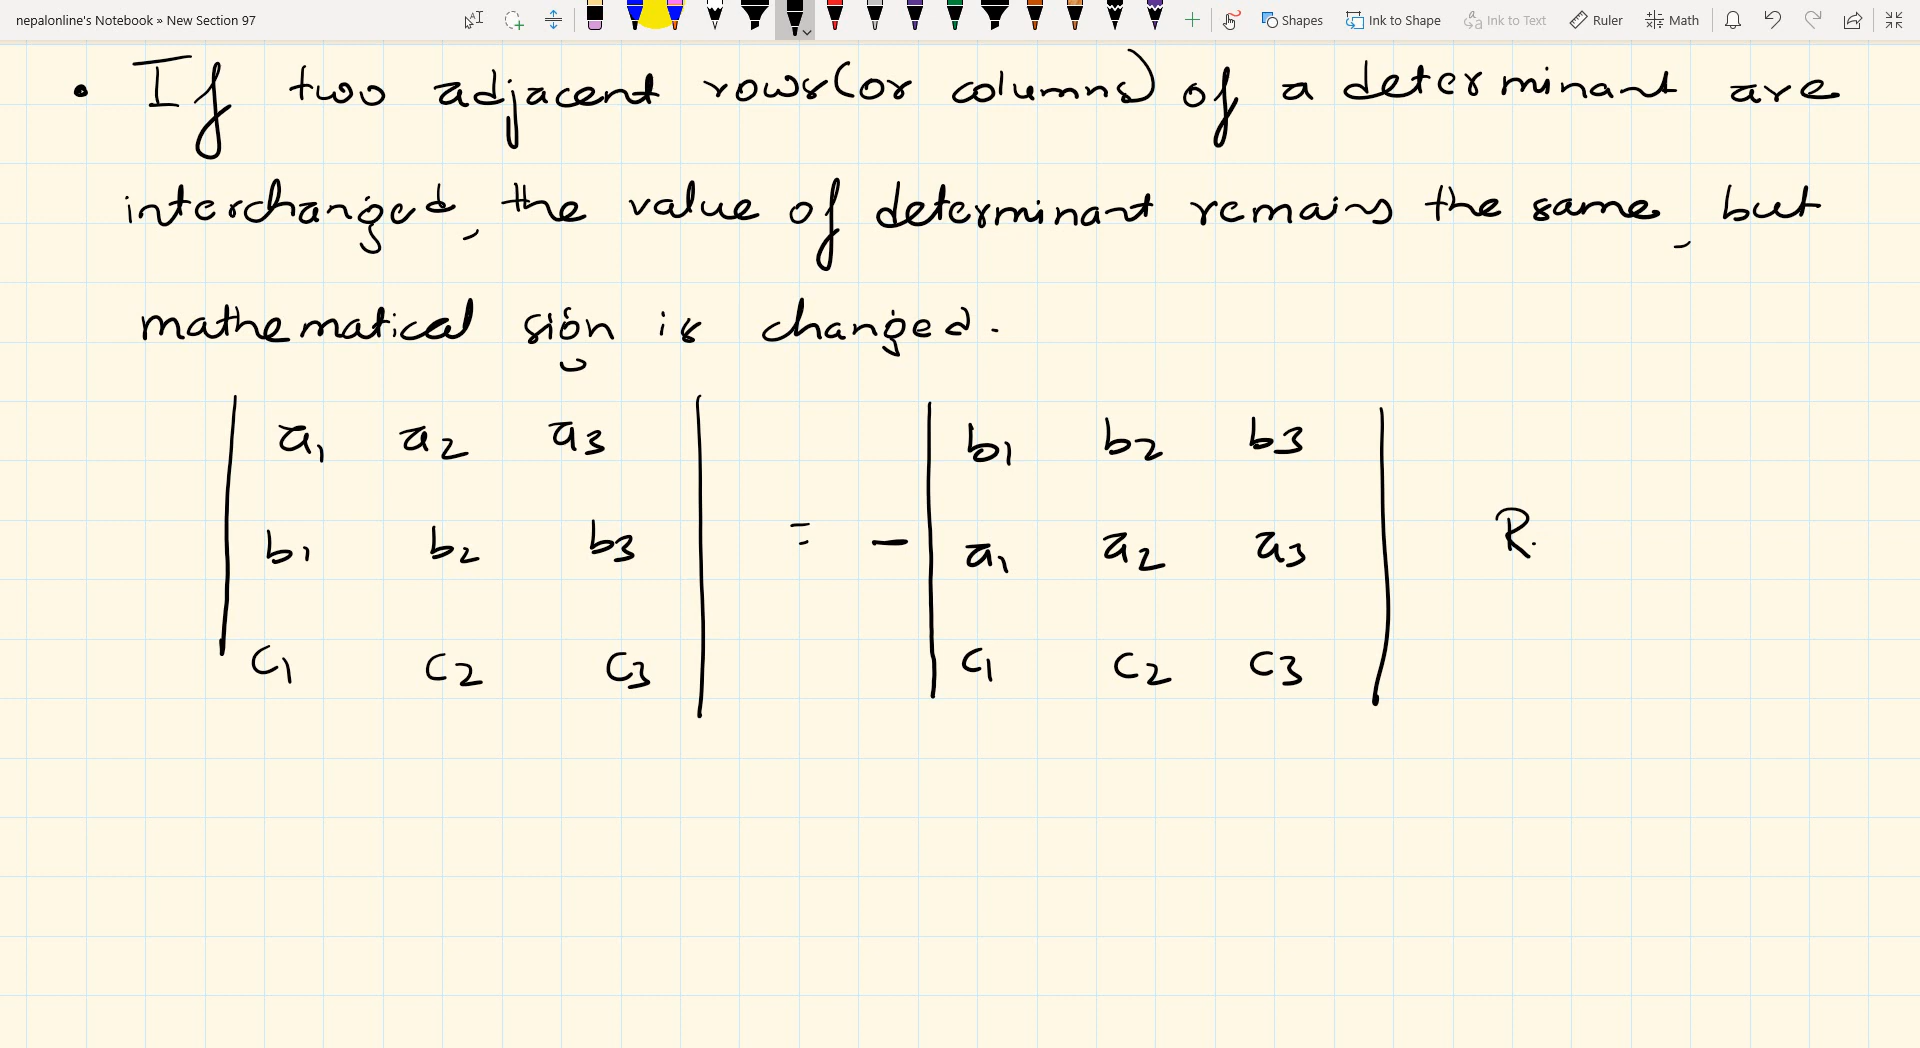 nepalonline's Notebook » New Section 97
Shapes Ink to Shape Ink to Text Ruler Math
• If two adjacent rows(or columns) of a determinant are
interchanged, the value of determinant remains the same, but
mathematical sign is changed.
a1 a2 a3 b1 b2 b3
b1 b2 b3 = - a1 a2 a3 R.
c1 c2 c3 c1 c2 c3